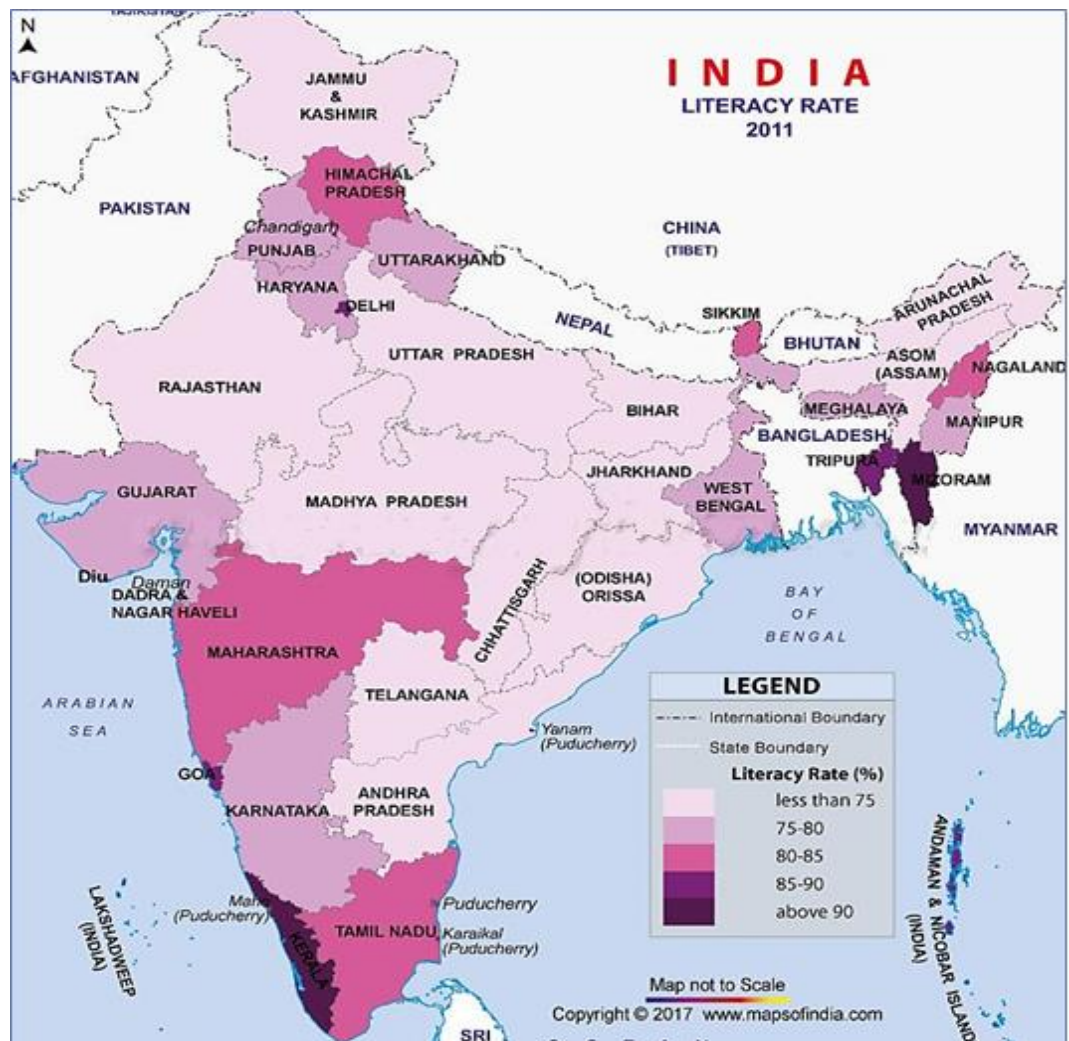 N
TAJIKISTAN
AFGHANISTAN
JAMMU
&
KASHMIR
I N D I A
LITERACY RATE
2011
HIMACHAL
PRADESH
PAKISTAN
Chandigarh
PUNJAB
UTTARAKHAND
CHINA
(TIBET)
HARYANA
DELHI
ARUNACHAL
PRADESH
SIKKIM
NEPAL
BHUTAN
UTTAR PRADESH
ASOM
(ASSAM)
NAGALAND
RAJASTHAN
BIHAR
MEGHALAYA
MANIPUR
BANGLADESH
TRIPURA
MIZORAM
JHARKHAND
GUJARAT
MADHYA PRADESH
WEST
BENGAL
MYANMAR
Diu
Daman
DADRA &
NAGAR HAVELI
CHHATTISGARH
(ODISHA)
ORISSA
BAY
OF
BENGAL
MAHARASHTRA
TELANGANA
ARABIAN
SEA
Yanam
(Puducherry)
GOA
KARNATAKA
ANDHRA
PRADESH
LEGEND
International Boundary
State Boundary
Literacy Rate (%)
less than 75
75-80
80-85
85-90
above 90
LAKSHADWEEP
(INDIA)
Mahe
(Puducherry)
KERALA
TAMIL NADU
Puducherry
Karaikal
(Puducherry)
ANDAMAN & NICOBAR ISLAND
(INDIA)
Map not to Scale
Copyright © 2017 www.mapsofindia.com
SRI